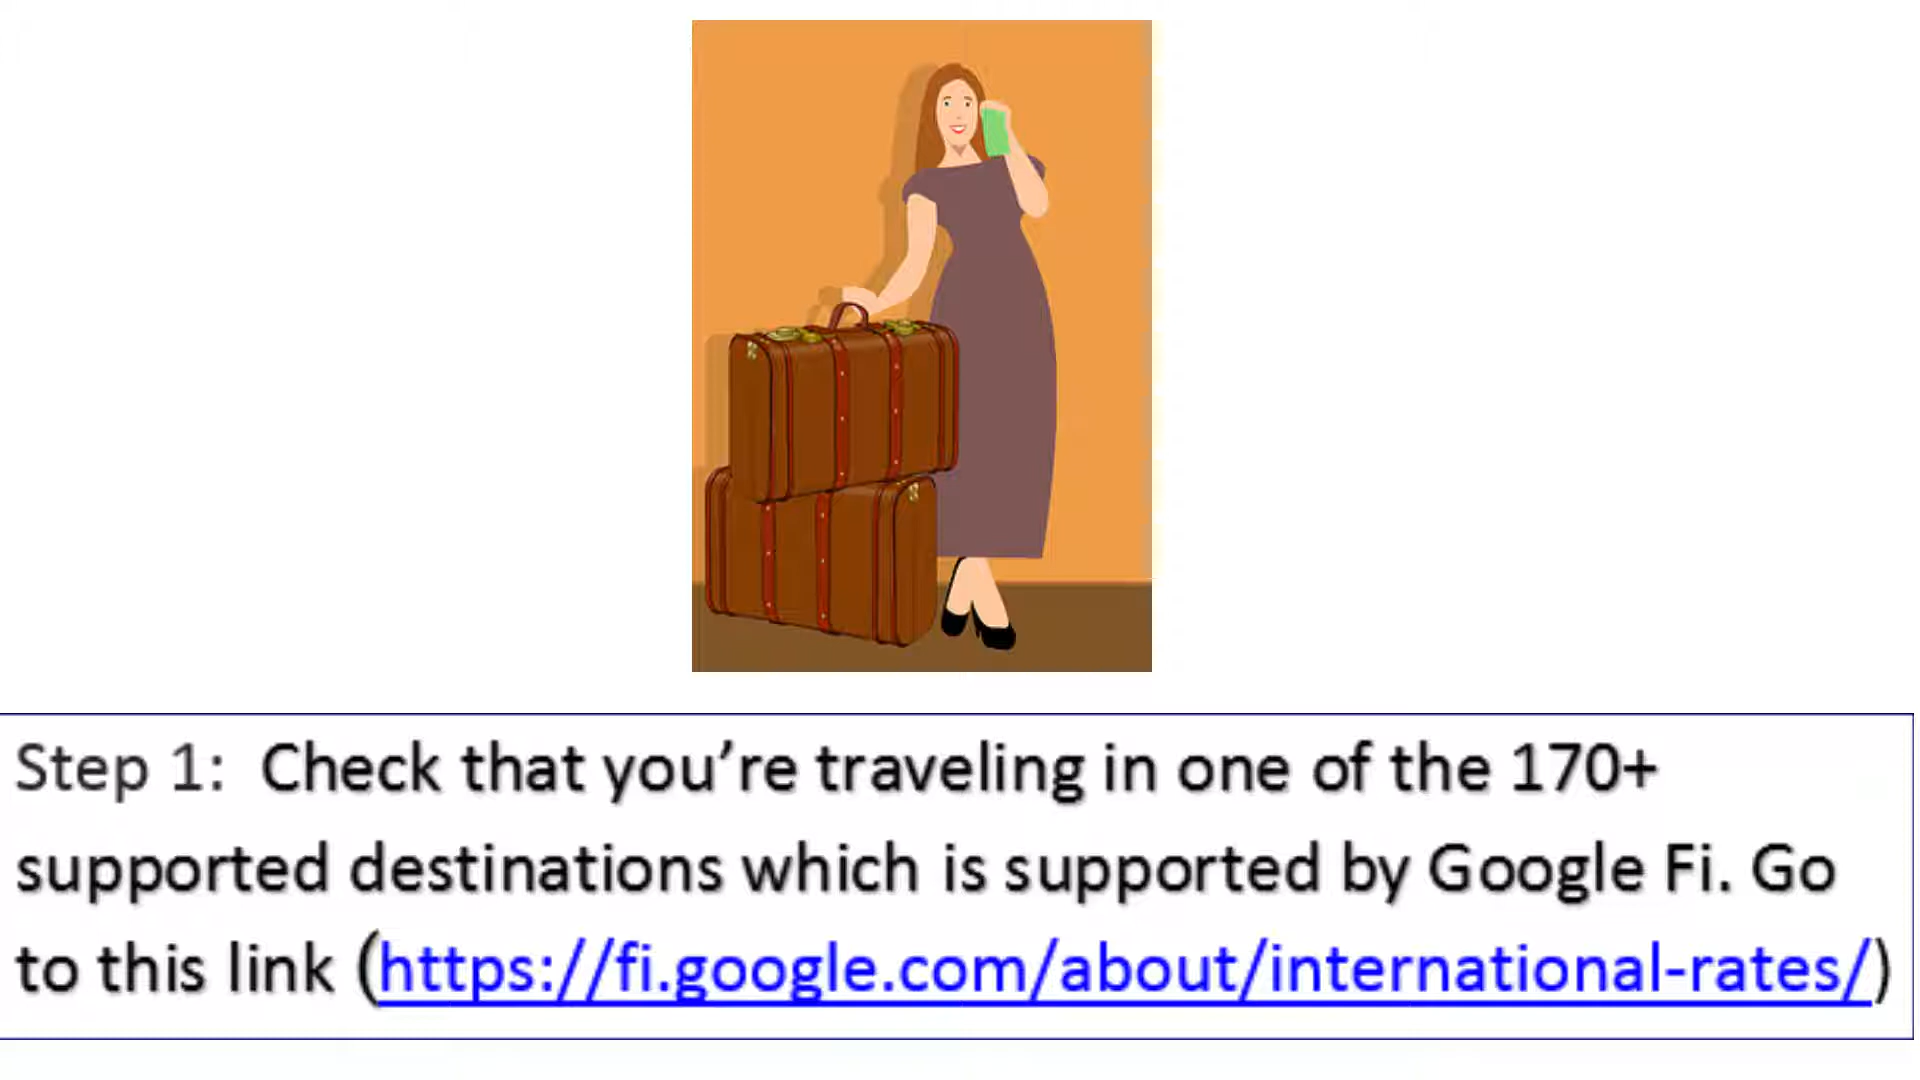 Step 1:  Check that you’re traveling in one of the 170+
supported destinations which is supported by Google Fi. Go
to this link (https://fi.google.com/about/international-rates/)